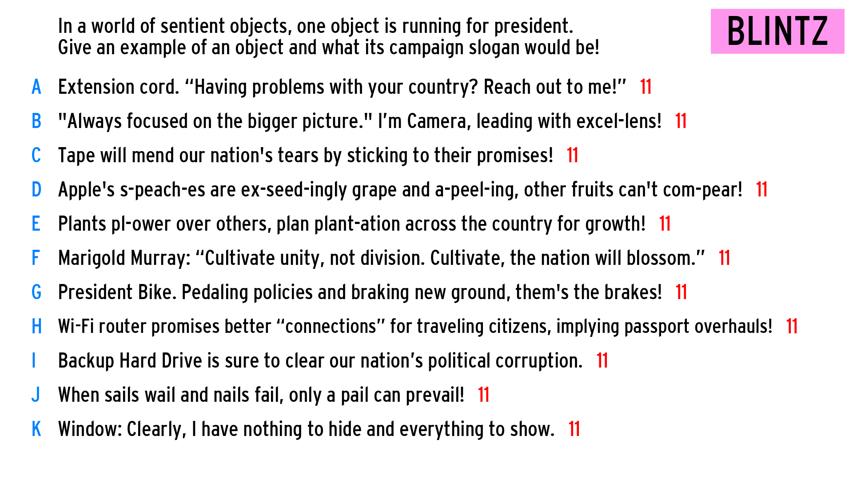 In a world of sentient objects, one object is running for president.
Give an example of an object and what its campaign slogan would be!
BLINTZ
A Extension cord. “Having problems with your country? Reach out to me!” 11
B "Always focused on the bigger picture." I’m Camera, leading with excel-lens! 11
C Tape will mend our nation's tears by sticking to their promises! 11
D Apple's s-peach-es are ex-seed-ingly grape and a-peel-ing, other fruits can't com-pear! 11
E Plants pl-ower over others, plan plant-ation across the country for growth! 11
F Marigold Murray: “Cultivate unity, not division. Cultivate, the nation will blossom.” 11
G President Bike. Pedaling policies and braking new ground, them's the brakes! 11
H Wi-Fi router promises better “connections” for traveling citizens, implying passport overhauls! 11
I Backup Hard Drive is sure to clear our nation’s political corruption. 11
J When sails wail and nails fail, only a pail can prevail! 11
K Window: Clearly, I have nothing to hide and everything to show. 11